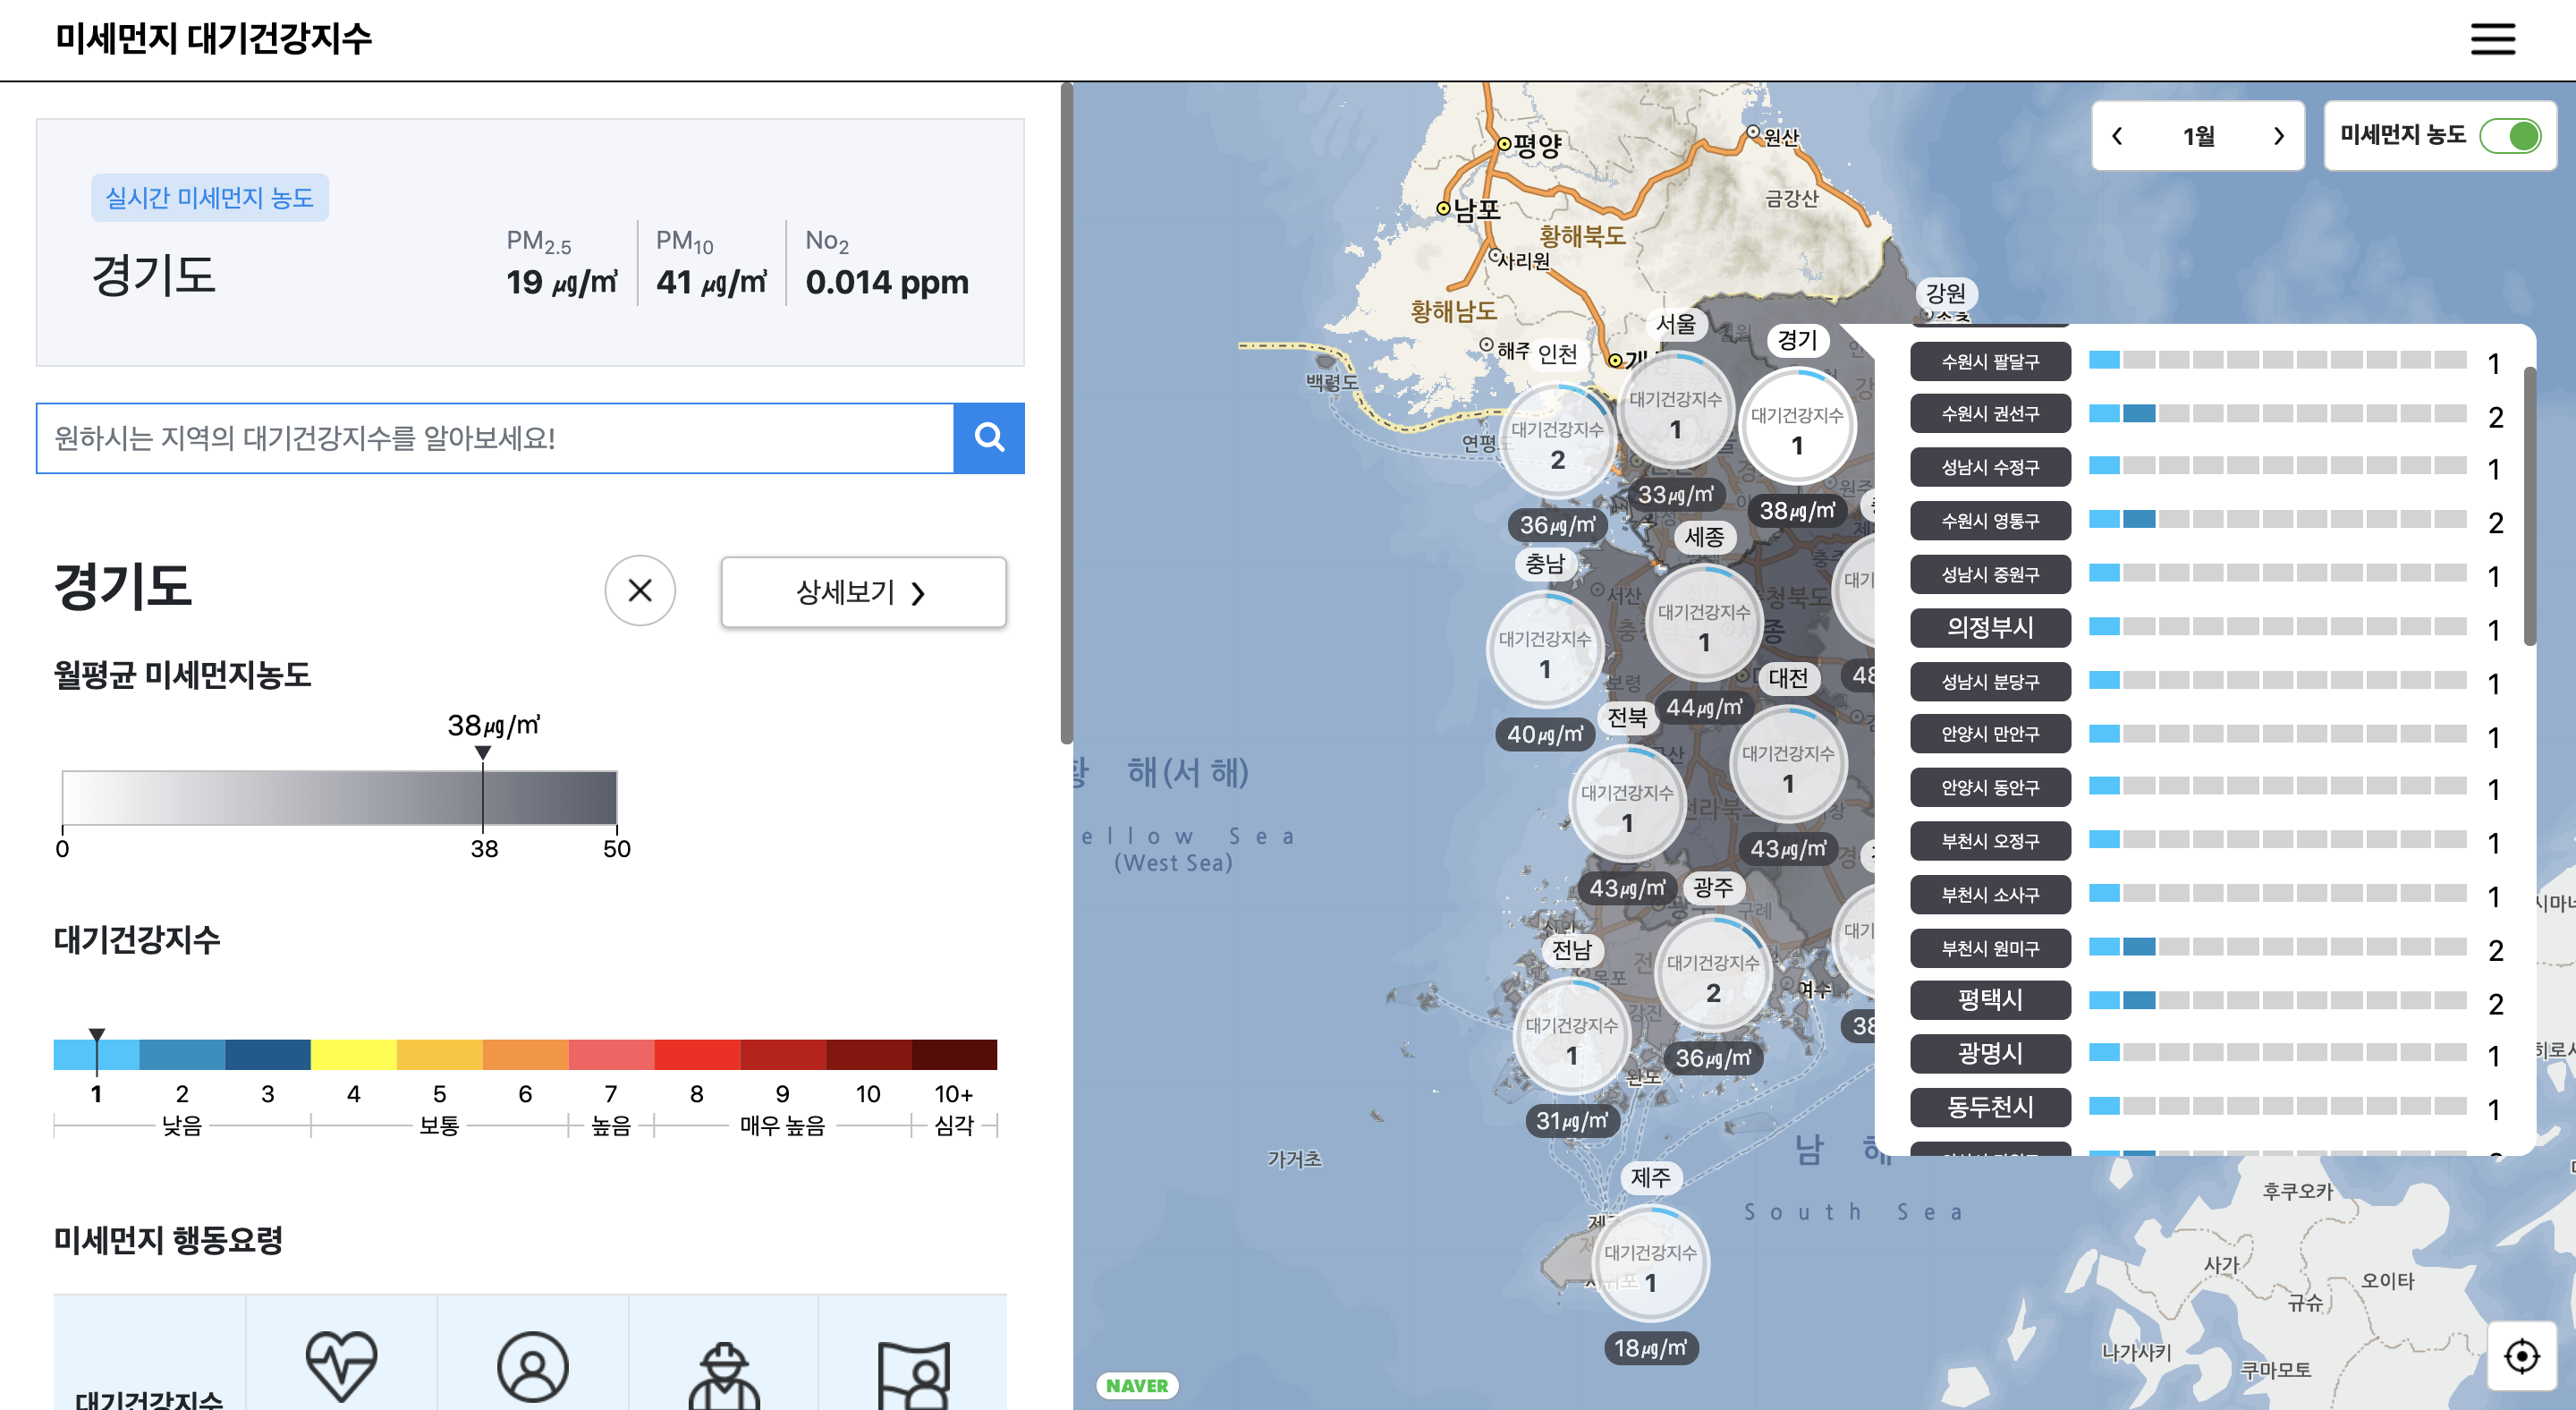 미세먼지 대기건강지수
실시간 미세먼지 농도
경기도
PM2.5
19 ㎍/㎥
PM10
41 ㎍/㎥
No2
0.014 ppm
원하시는 지역의 대기건강지수를 알아보세요!
경기도
상세보기
월평균 미세먼지농도
38㎍/㎥
0 38 50
대기건강지수
1 2 3 4 5 6 7 8 9 10 10+
낮음 보통 높음 매우 높음 심각
미세먼지 행동요령
대기건강지수
1월
미세먼지 농도
평양
원산
금강산
남포
황해북도
사리원
황해남도
강원
해주
백령도
연평
인천
대기건강지수
2
36㎍/㎥
서울
대기건강지수
1
33㎍/㎥
경기
대기건강지수
1
38㎍/㎥
충남
대기건강지수
1
40㎍/㎥
서산
보령
세종
대기건강지수
1
44㎍/㎥
대전
대기건강지수
1
43㎍/㎥
전북
대기건강지수
1
43㎍/㎥
광주
대기건강지수
2
36㎍/㎥
구례
전남
대기건강지수
1
31㎍/㎥
강진
여수
완도
제주
대기건강지수
1
18㎍/㎥
해(서 해)
ellow Sea
(West Sea)
가거초
남 해
South Sea
수원시 팔달구 1
수원시 권선구 2
성남시 수정구 1
수원시 영통구 2
성남시 중원구 1
의정부시 1
성남시 분당구 1
안양시 만안구 1
안양시 동안구 1
부천시 오정구 1
부천시 소사구 1
부천시 원미구 2
평택시 2
광명시 1
동두천시 1
후쿠오카
사가
오이타
규슈
나가사키
쿠마모토
NAVER